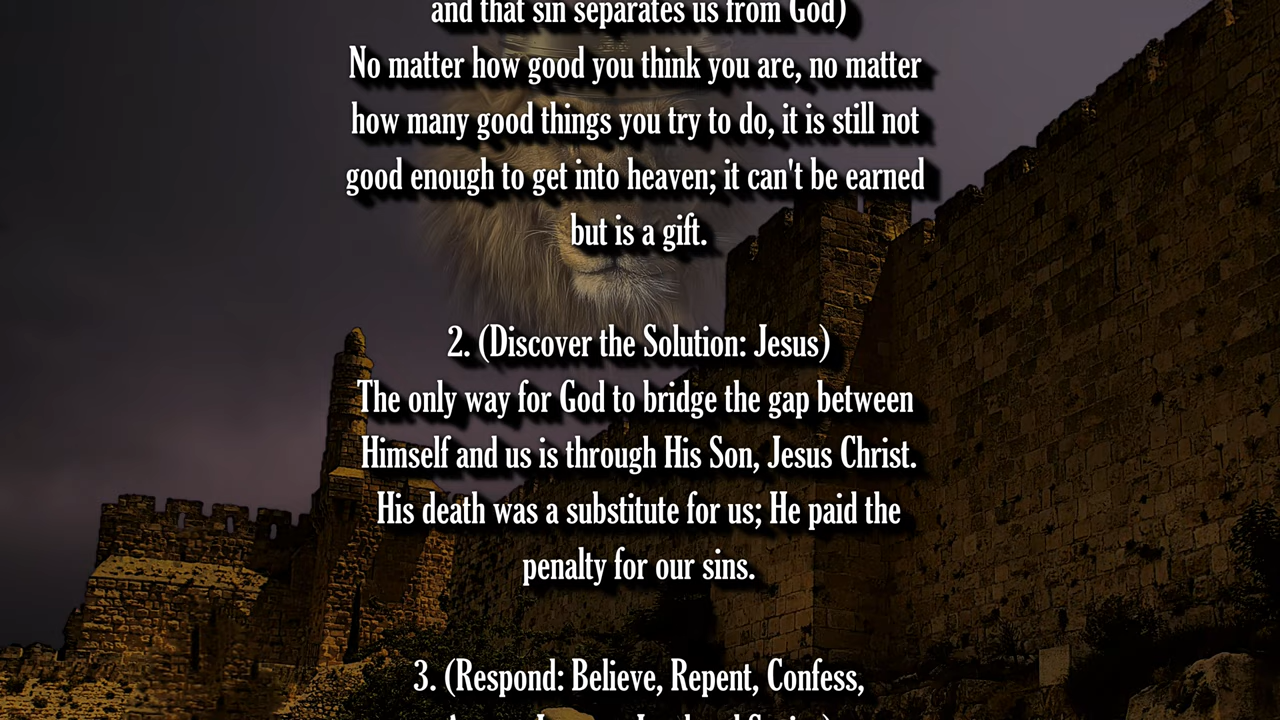 and that sin separates us from God)
No matter how good you think you are, no matter
how many good things you try to do, it is still not
good enough to get into heaven; it can't be earned
but is a gift.
2. (Discover the Solution: Jesus)
The only way for God to bridge the gap between
Himself and us is through His Son, Jesus Christ.
His death was a substitute for us; He paid the
penalty for our sins.
3. (Respond: Believe, Repent, Confess,